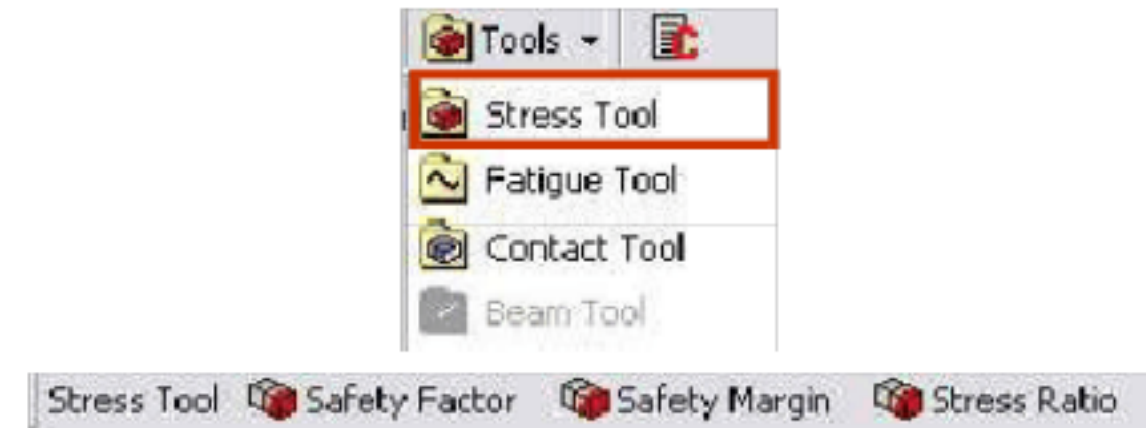 Tools
Stress Tool
Fatigue Tool
Contact Tool
Beam Tool
Stress Tool Safety Factor Safety Margin Stress Ratio